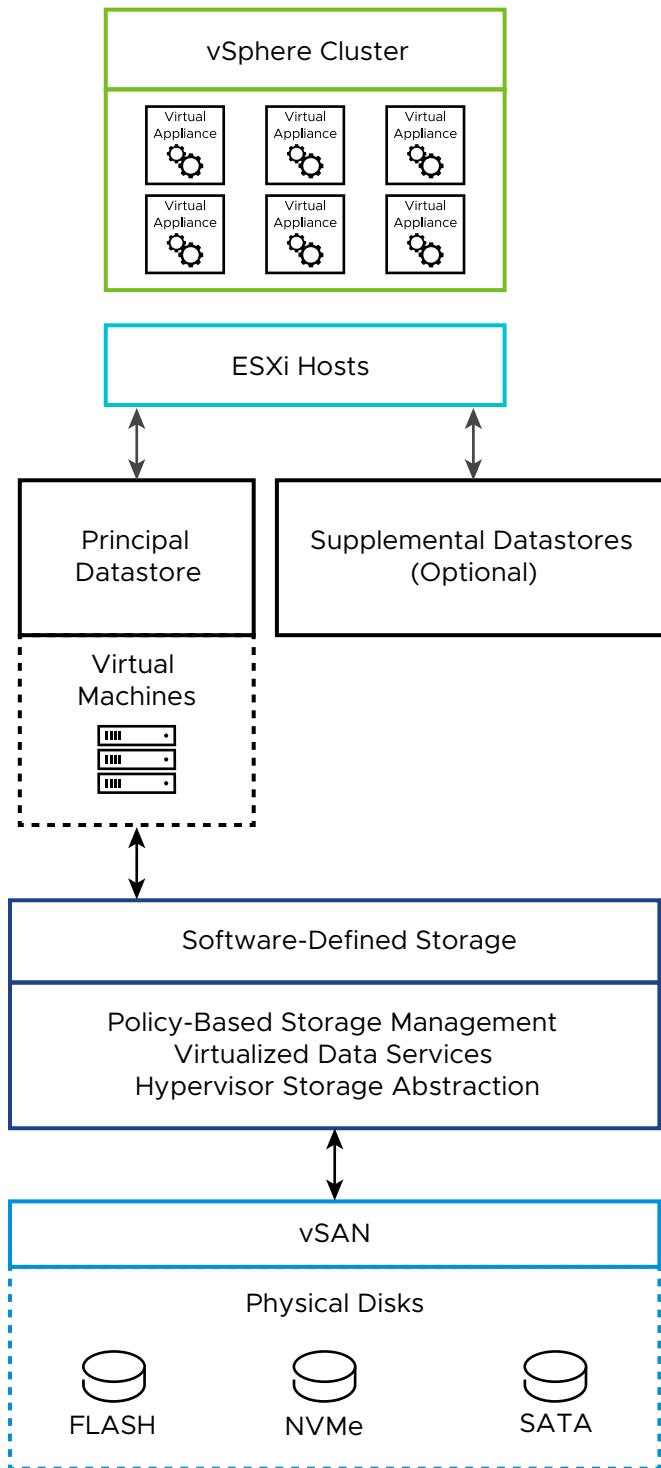 vSphere Cluster
Virtual
Appliance
Virtual
Appliance
Virtual
Appliance
Virtual
Appliance
Virtual
Appliance
Virtual
Appliance
ESXi Hosts
Principal
Datastore
Supplemental Datastores
(Optional)
Virtual
Machines
Software-Defined Storage
Policy-Based Storage Management
Virtualized Data Services
Hypervisor Storage Abstraction
vSAN
Physical Disks
FLASH
NVMe
SATA